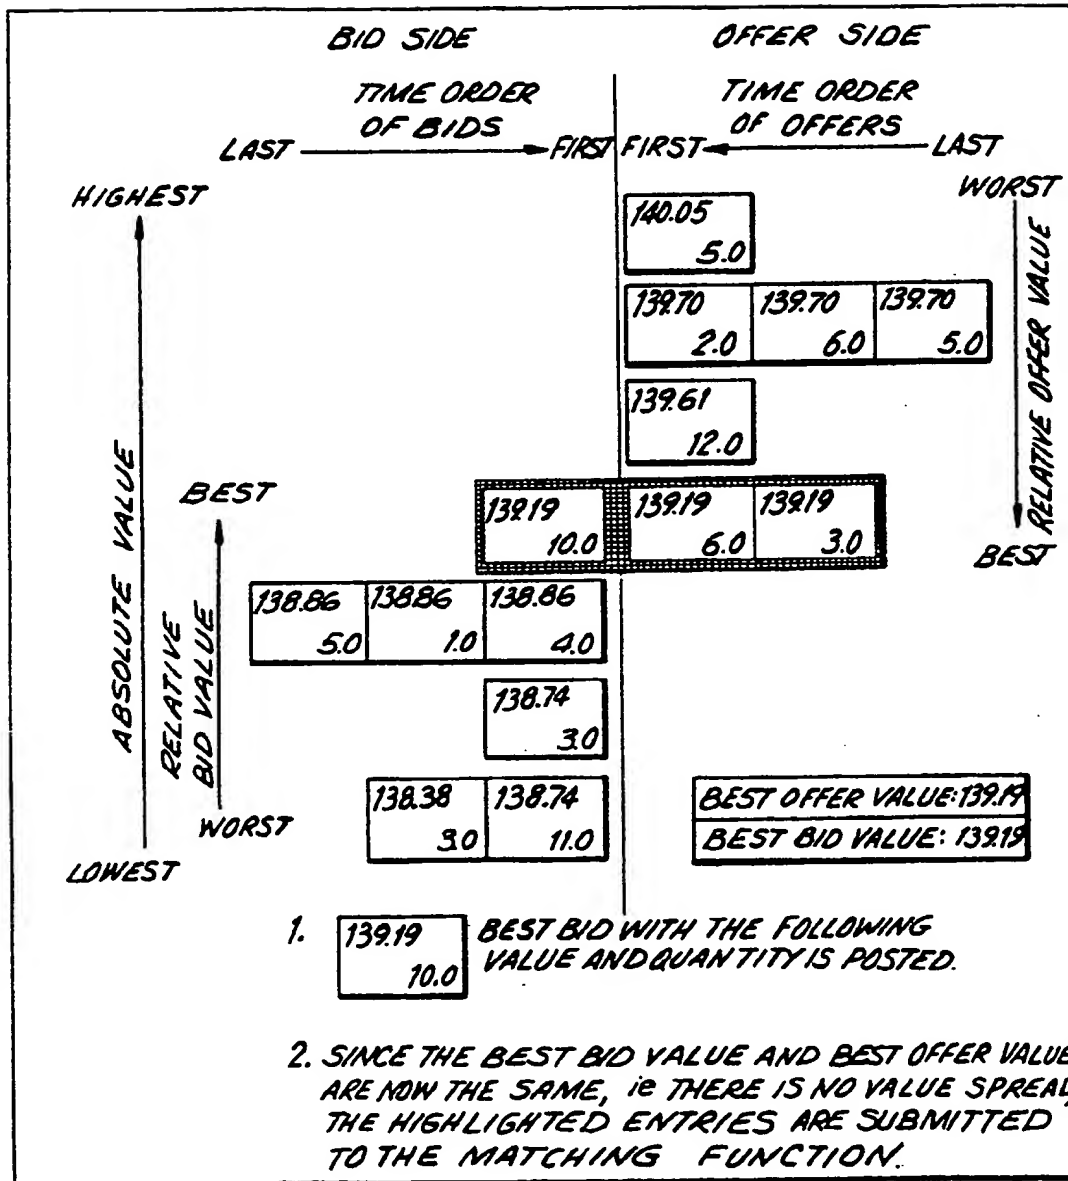 BID SIDE
OFFER SIDE
TIME ORDER
OF BIDS
TIME ORDER
OF OFFERS
LAST
FIRST
FIRST
LAST
HIGHEST
WORST
140.05
5.0
139.70
2.0
139.70
6.0
139.70
5.0
139.61
12.0
RELATIVE OFFER VALUE
ABSOLUTE VALUE
BEST
139.19
10.0
139.19
6.0
139.19
3.0
BEST
RELATIVE
BID VALUE
138.86
5.0
138.86
1.0
138.86
4.0
138.74
3.0
138.38
3.0
138.74
11.0
WORST
LOWEST
BEST OFFER VALUE: 139.19
BEST BID VALUE: 139.19
1.
139.19
10.0
BEST BID WITH THE FOLLOWING
VALUE AND QUANTITY IS POSTED.
2. SINCE THE BEST BID VALUE AND BEST OFFER VALUE
ARE NOW THE SAME, ie THERE IS NO VALUE SPREAD,
THE HIGHLIGHTED ENTRIES ARE SUBMITTED
TO THE MATCHING FUNCTION.